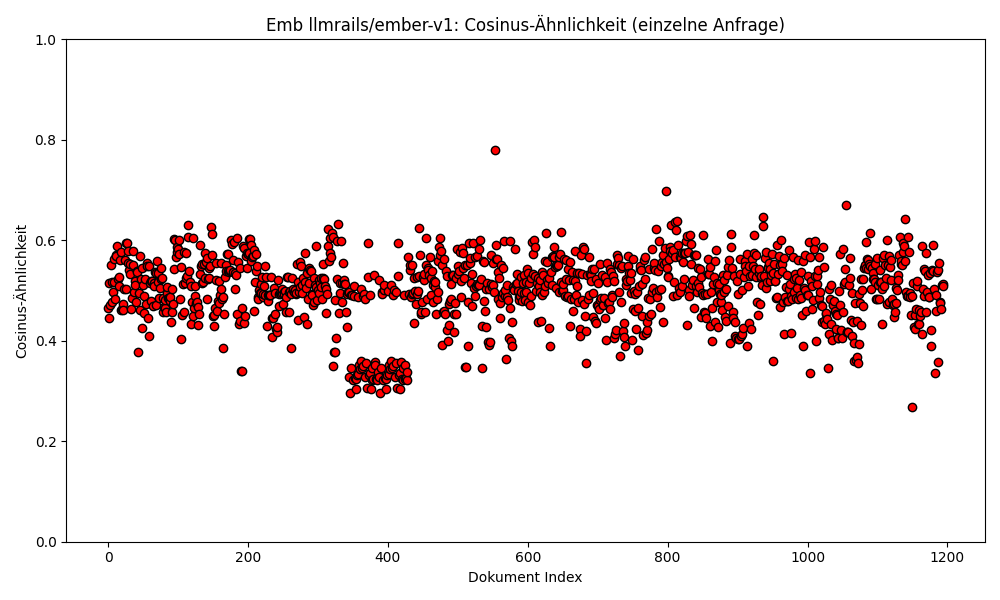 Emb llmrails/ember-v1: Cosinus-Ähnlichkeit (einzelne Anfrage)
Cosinus-Ähnlichkeit
1.0
0.8
0.6
0.4
0.2
0.0
0 200 400 600 800 1000 1200
Dokument Index